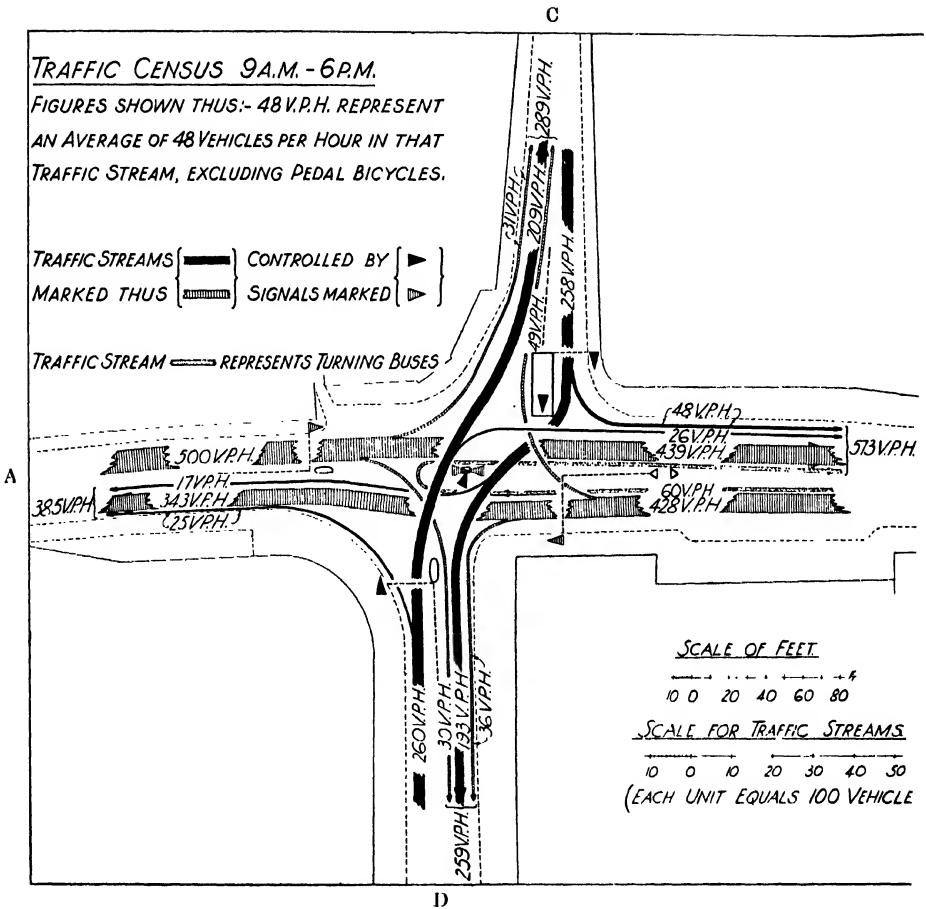 C
TRAFFIC CENSUS 9A.M.-6P.M.
FIGURES SHOWN THUS:- 48 V.P.H. REPRESENT
AN AVERAGE OF 48 VEHICLES PER HOUR IN THAT
TRAFFIC STREAM, EXCLUDING PEDAL BICYCLES.
289V.P.H.
31V.P.H.
209V.P.H.
258V.P.H.
49V.P.H.
TRAFFIC STREAMS
MARKED THUS
CONTROLLED BY
SIGNALS MARKED
TRAFFIC STREAM
REPRESENTS TURNING BUSES
48V.P.H.
26V.P.H.
439V.P.H.
573V.P.H.
A
500V.P.H.
17V.P.H.
385V.P.H
343V.P.H.
25V.P.H.
60V.P.H
428V.P.H
260V.P.H.
30V.P.H.
193V.P.H.
36V.P.H.
259V.P.H.
SCALE OF FEET.
10 0 20 40 60 80 Ft
SCALE FOR TRAFFIC STREAMS
10 0 10 20 30 40 50
(EACH UNIT EQUALS 100 VEHICLE
D